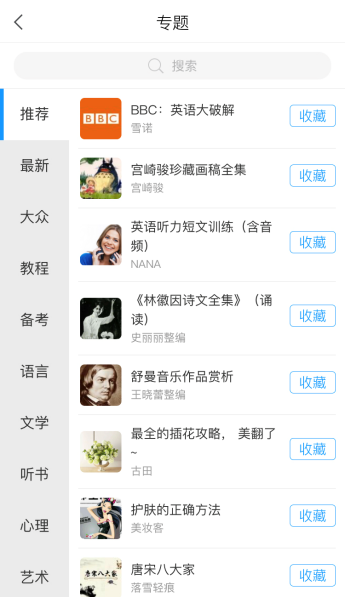 专题
搜索
推荐
最新
大众
教程
备考
语言
文学
听书
心理
艺术
BBC
BBC：英语大破解
雪诺
收藏
宫崎骏珍藏画稿全集
宫崎骏
收藏
英语听力短文训练（含音
频）
NANA
收藏
《林徽因诗文全集》（诵
读）
史丽丽整编
收藏
舒曼音乐作品赏析
王晓蕾整编
收藏
最全的插花攻略， 美翻了
~
古田
收藏
护肤的正确方法
美妆客
收藏
唐宋八大家
唐宋八大家
落雪轻痕
收藏